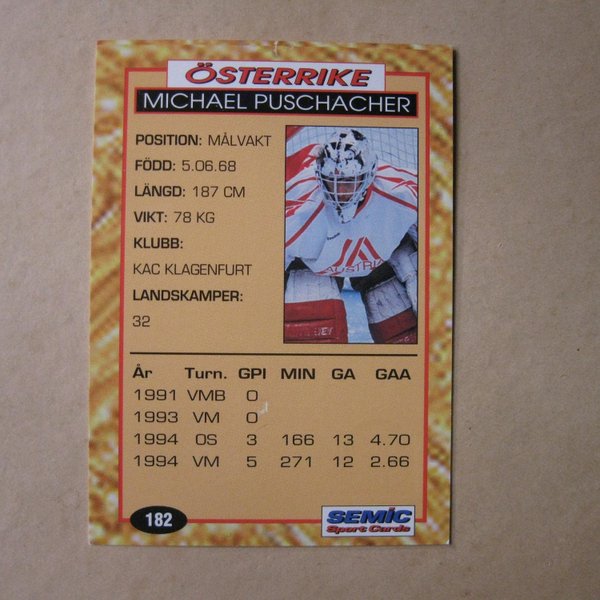 ÖSTERRIKE
MICHAEL PUSCHACHER
POSITION: MÅLVAKT
FÖDD: 5.06.68
LÄNGD: 187 CM
VIKT: 78 KG
KLUBB:
KAC KLAGENFURT
LANDSKAMPER:
32
AUSTRIA
År Turn. GPI MIN GA GAA
1991 VMB 0
1993 VM 0
1994 OS 3 166 13 4.70
1994 VM 5 271 12 2.66
182
SEMIC
Sport Cards